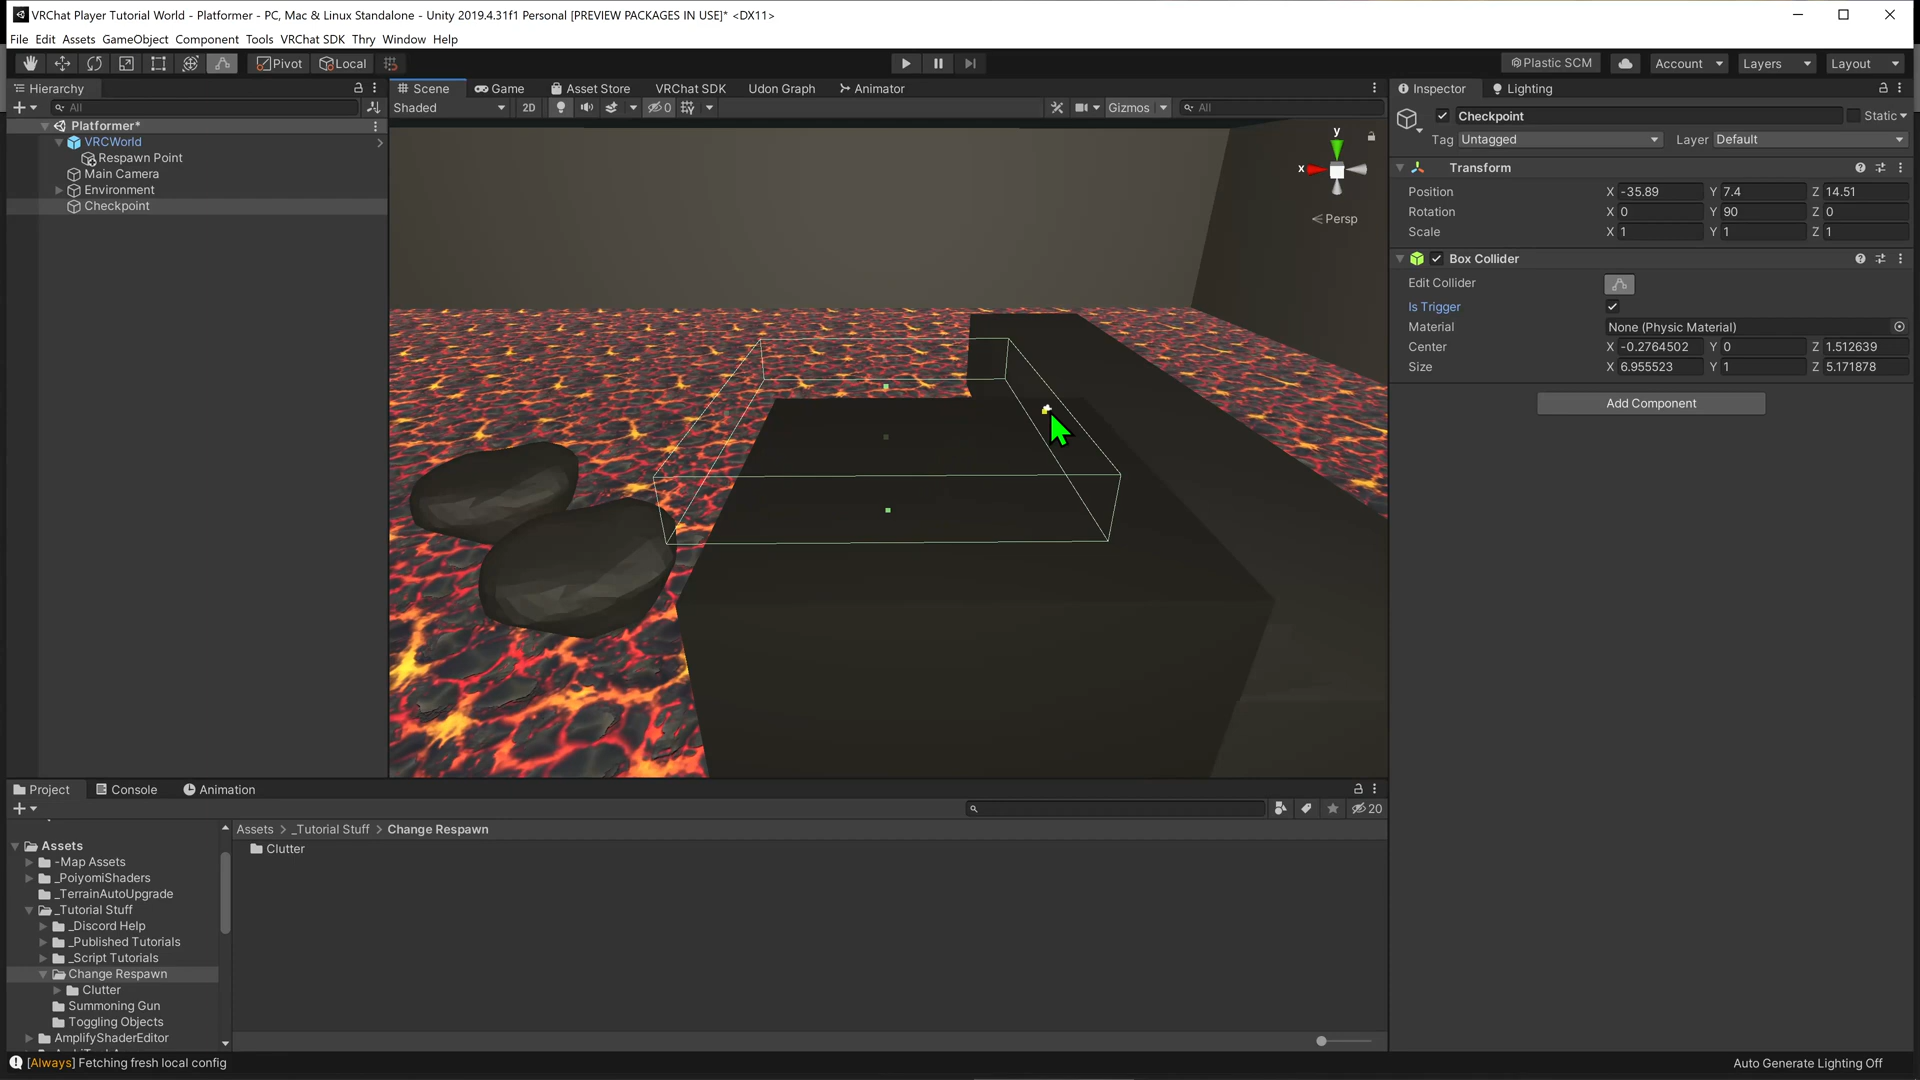 VRChat Player Tutorial World - Platformer - PC, Mac & Linux Standalone - Unity 2019.4.31f1 Personal [PREVIEW PACKAGES IN USE]* <DX11>
File Edit Assets GameObject Component Tools VRChat SDK Thry Window Help
Pivot Local Plastic SCM Account Layers Layout
Hierarchy
All
Platformer*
VRCWorld
Respawn Point
Main Camera
Environment
Checkpoint
Scene Game Asset Store VRChat SDK Udon Graph Animator
Shaded 2D 0 Gizmos All
y
x
Persp
Inspector Lighting
Checkpoint Static
Tag Untagged Layer Default
Transform
Position X -35.89 Y 7.4 Z 14.51
Rotation X 0 Y 90 Z 0
Scale X 1 Y 1 Z 1
Box Collider
Edit Collider
Is Trigger
Material None (Physic Material)
Center X -0.2764502 Y 0 Z 1.512639
Size X 6.955523 Y 1 Z 5.171878
Add Component
Project Console Animation
20
Assets
-Map Assets
_PoiyomiShaders
_TerrainAutoUpgrade
_Tutorial Stuff
_Discord Help
_Published Tutorials
_Script Tutorials
Change Respawn
Clutter
Summoning Gun
Toggling Objects
AmplifyShaderEditor
Assets > _Tutorial Stuff > Change Respawn
Clutter
[Always] Fetching fresh local config
Auto Generate Lighting Off